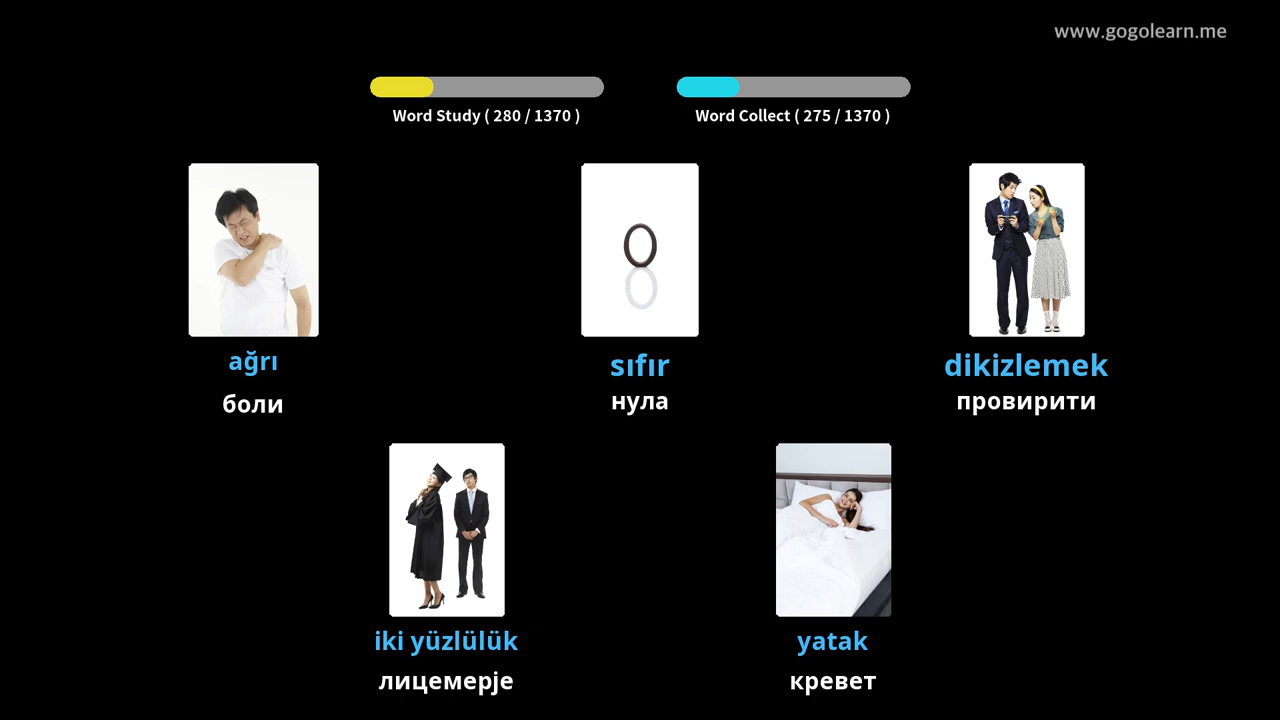 www.gogolearn.me
Word Study ( 280 / 1370 )
Word Collect ( 275 / 1370 )
ağrı
боли
sıfır
нула
dikizlemek
провирити
iki yüzlülük
лицемерје
yatak
кревет